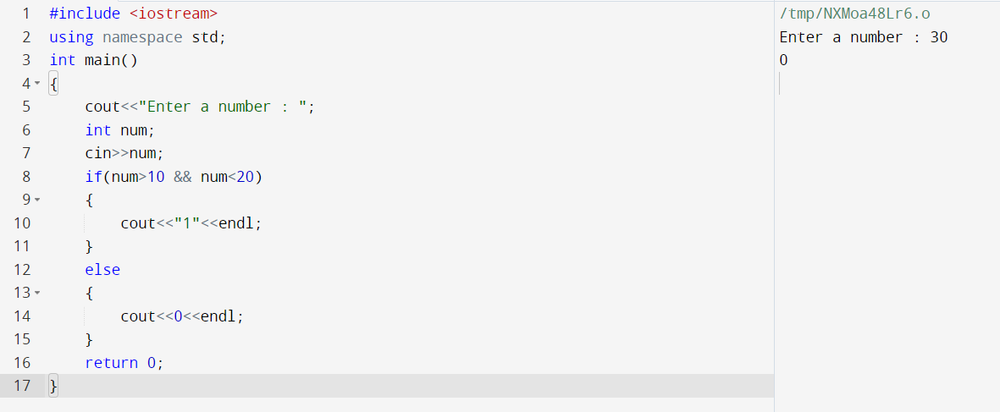 1 #include <iostream>
2 using namespace std;
3 int main()
4 {
5     cout<<"Enter a number : ";
6     int num;
7     cin>>num;
8     if(num>10 && num<20)
9     {
10         cout<<"1"<<endl;
11     }
12     else
13     {
14         cout<<0<<endl;
15     }
16     return 0;
17 }
/tmp/NXMoa48Lr6.o
Enter a number : 30
0